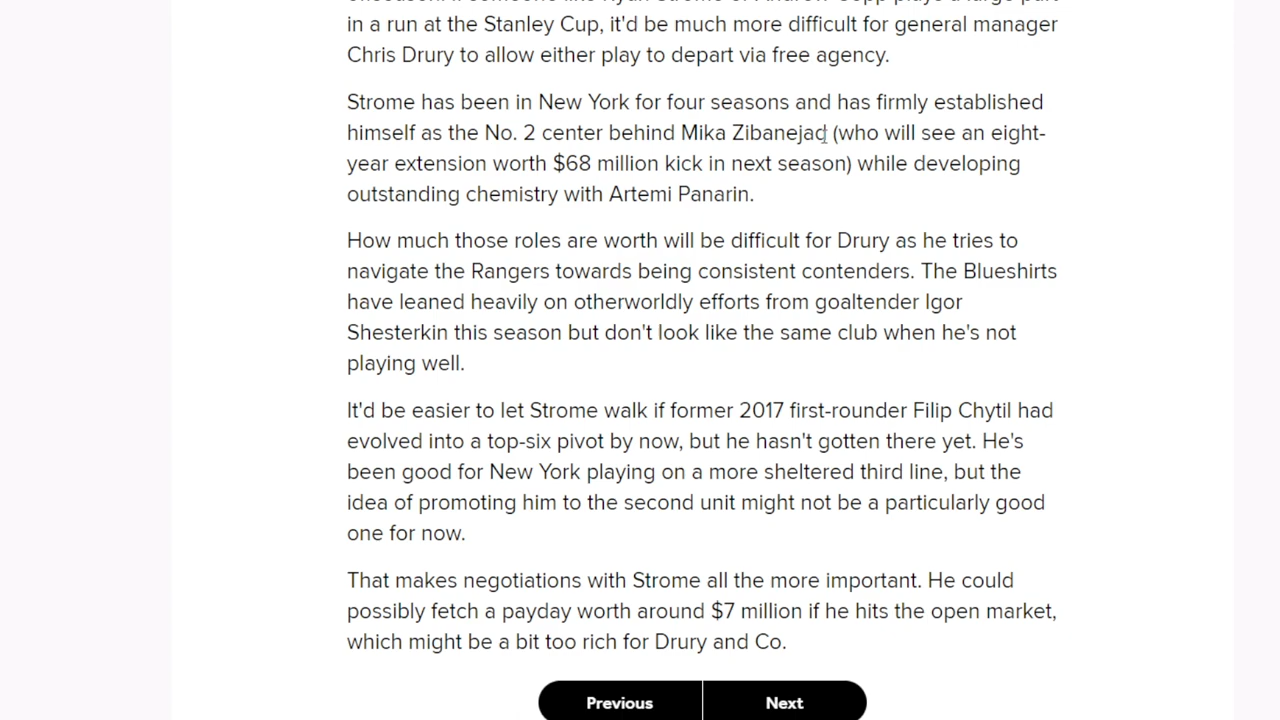 in a run at the Stanley Cup, it'd be much more difficult for general manager
Chris Drury to allow either play to depart via free agency.
Strome has been in New York for four seasons and has firmly established
himself as the No. 2 center behind Mika Zibanejad (who will see an eight-
year extension worth $68 million kick in next season) while developing
outstanding chemistry with Artemi Panarin.
How much those roles are worth will be difficult for Drury as he tries to
navigate the Rangers towards being consistent contenders. The Blueshirts
have leaned heavily on otherworldly efforts from goaltender Igor
Shesterkin this season but don't look like the same club when he's not
playing well.
It'd be easier to let Strome walk if former 2017 first-rounder Filip Chytil had
evolved into a top-six pivot by now, but he hasn't gotten there yet. He's
been good for New York playing on a more sheltered third line, but the
idea of promoting him to the second unit might not be a particularly good
one for now.
That makes negotiations with Strome all the more important. He could
possibly fetch a payday worth around $7 million if he hits the open market,
which might be a bit too rich for Drury and Co.
Previous Next